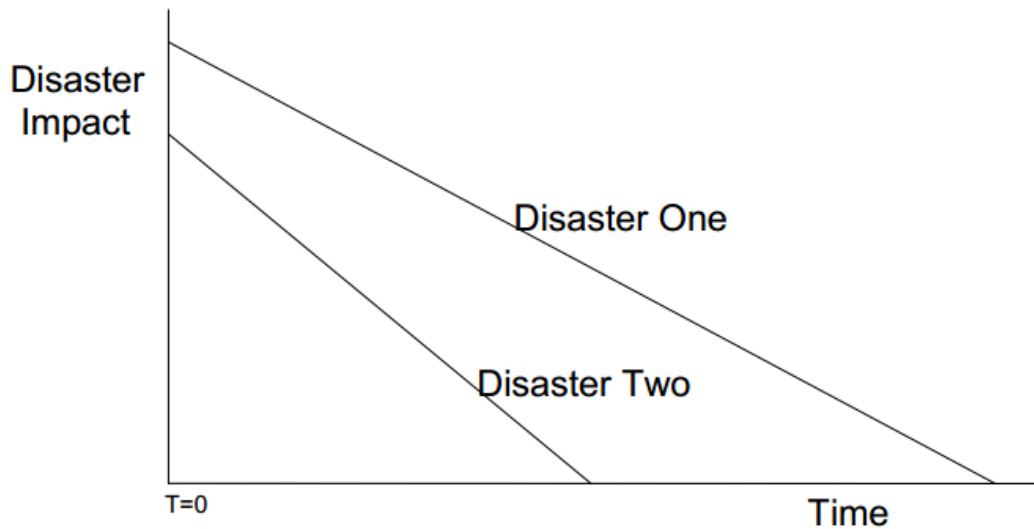 Disaster
Impact
Disaster One
Disaster Two
T=0
Time